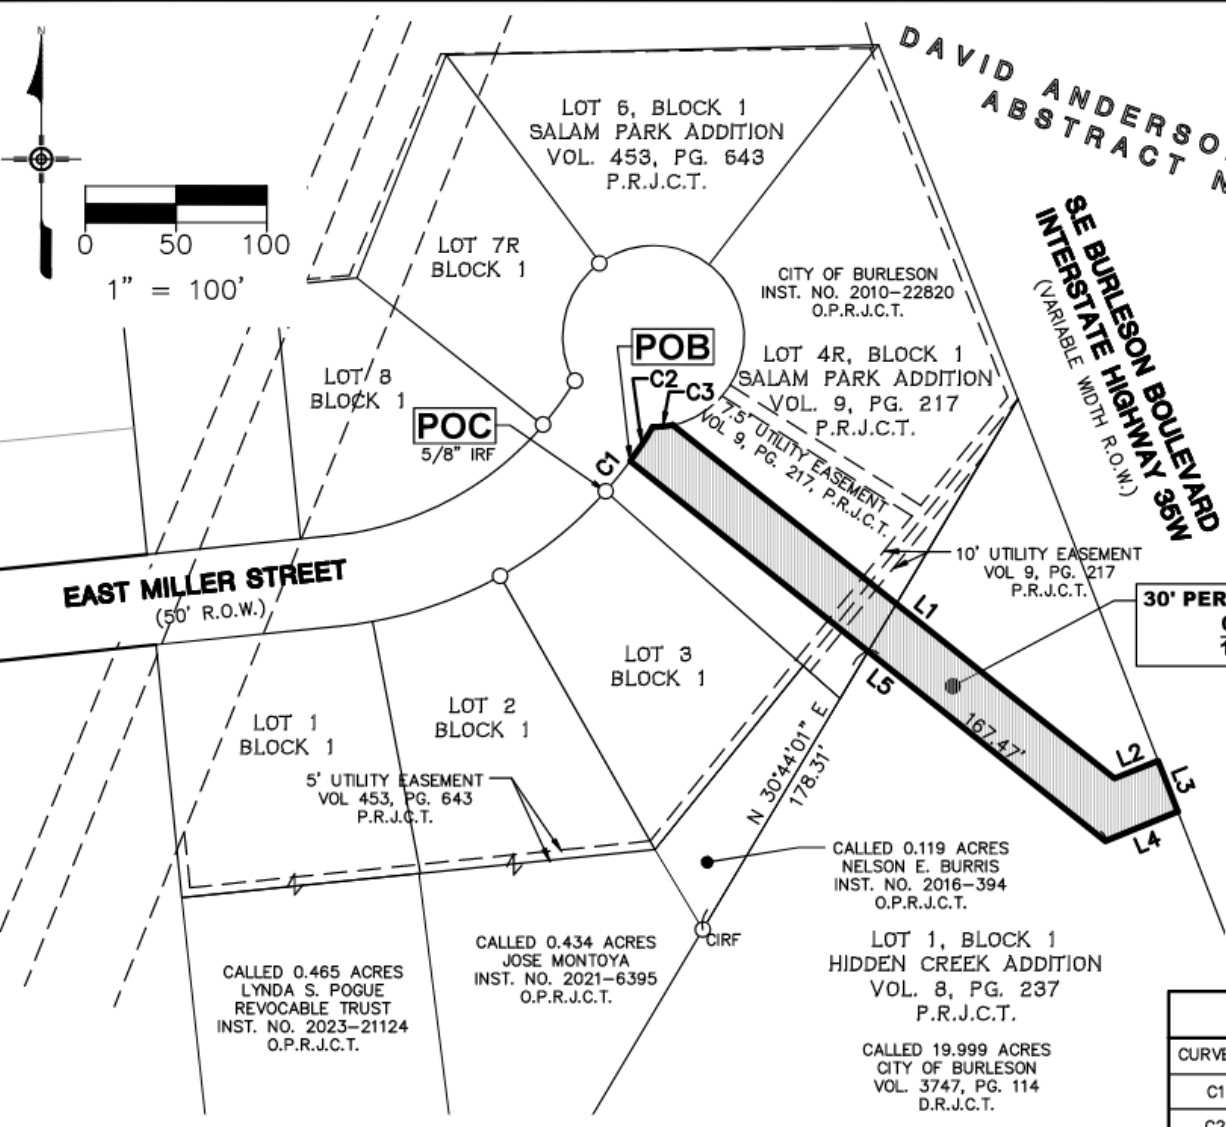 N
0 50 100
1" = 100'
DAVID ANDERSO
ABSTRACT N
LOT 6, BLOCK 1
SALAM PARK ADDITION
VOL. 453, PG. 643
P.R.J.C.T.
LOT 7R
BLOCK 1
CITY OF BURLESON
INST. NO. 2010-22820
O.P.R.J.C.T.
LOT 4R, BLOCK 1
SALAM PARK ADDITION
VOL. 9, PG. 217
P.R.J.C.T.
S.E BURLESON BOULEVARD
INTERSTATE HIGHWAY 35W
(VARIABLE WIDTH R.O.W.)
LOT 8
BLOCK 1
POB
C2
C3
POC
5/8" IRF
C1
7.5' UTILITY EASEMENT
VOL 9, PG. 217, P.R.J.C.T.
10' UTILITY EASEMENT
VOL 9, PG. 217
P.R.J.C.T.
30' PER
EAST MILLER STREET
(50' R.O.W.)
L1
L5
167.47'
L2
L3
L4
LOT 3
BLOCK 1
LOT 2
BLOCK 1
LOT 1
BLOCK 1
N 30°44'01" E
178.31'
5' UTILITY EASEMENT
VOL 453, PG. 643
P.R.J.C.T.
CALLED 0.119 ACRES
NELSON E. BURRIS
INST. NO. 2016-394
O.P.R.J.C.T.
CIRF
LOT 1, BLOCK 1
HIDDEN CREEK ADDITION
VOL. 8, PG. 237
P.R.J.C.T.
CALLED 0.434 ACRES
JOSE MONTOYA
INST. NO. 2021-6395
O.P.R.J.C.T.
CALLED 0.465 ACRES
LYNDA S. POGUE
REVOCABLE TRUST
INST. NO. 2023-21124
O.P.R.J.C.T.
CALLED 19.999 ACRES
CITY OF BURLESON
VOL. 3747, PG. 114
D.R.J.C.T.
CURVE
C1
C2